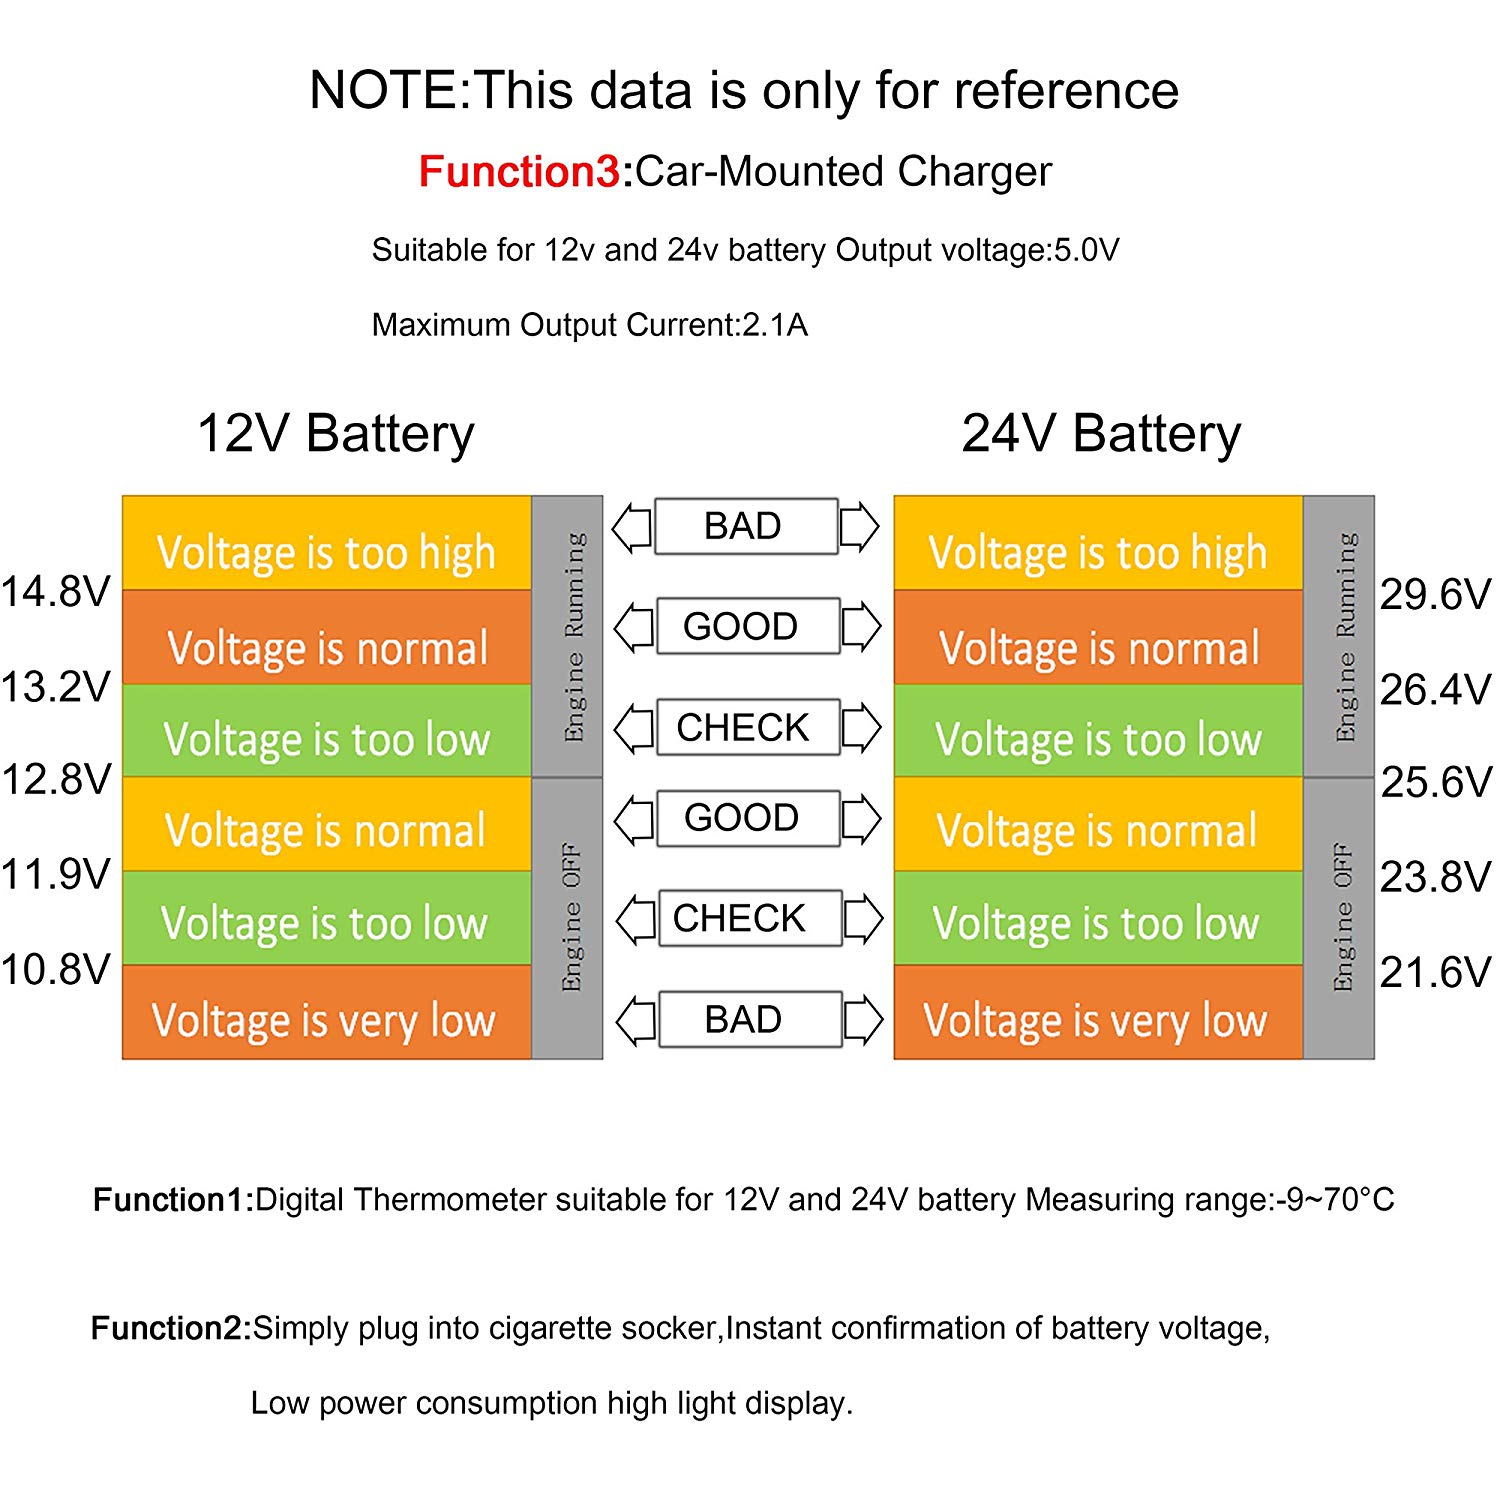 NOTE:This data is only for reference
Function3:Car-Mounted Charger
Suitable for 12v and 24v battery Output voltage:5.0V
Maximum Output Current:2.1A
12V Battery
24V Battery
Voltage is too high
BAD
Voltage is too high
14.8V
29.6V
Voltage is normal
GOOD
Voltage is normal
13.2V
26.4V
Voltage is too low
CHECK
Voltage is too low
Engine Running
Engine Running
12.8V
25.6V
Voltage is normal
GOOD
Voltage is normal
11.9V
23.8V
Voltage is too low
CHECK
Voltage is too low
10.8V
21.6V
Voltage is very low
BAD
Voltage is very low
Engine OFF
Engine OFF
Function1:Digital Thermometer suitable for 12V and 24V battery Measuring range:-9~70°C
Function2:Simply plug into cigarette socker,Instant confirmation of battery voltage,
Low power consumption high light display.